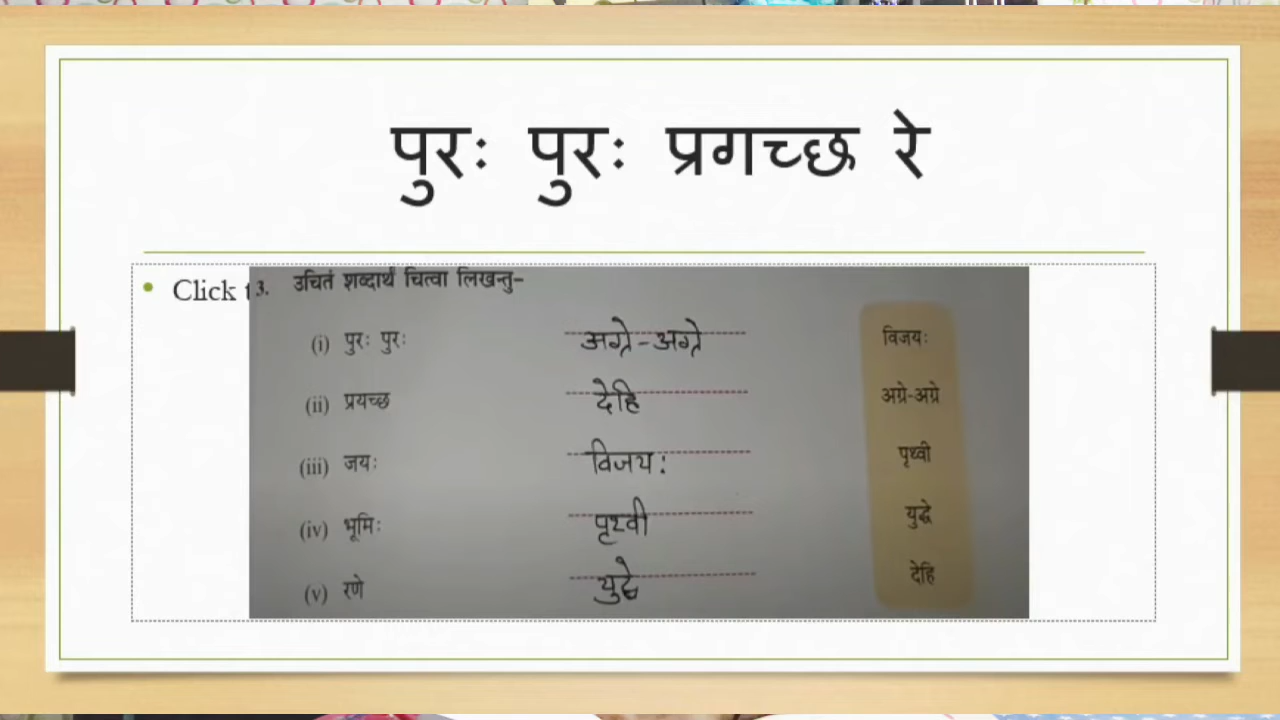 पुरः पुरः प्रगच्छ रे
• Click t
3. उचितं शब्दार्थं चित्वा लिखन्तु-
(i) पुरः पुरः अग्रे-अग्रे विजयः
(ii) प्रयच्छ देहि अग्रे-अग्रे
(iii) जयः विजयः पृथ्वी
(iv) भूमिः पृथ्वी युद्धे
(v) रणे युद्धे देहि